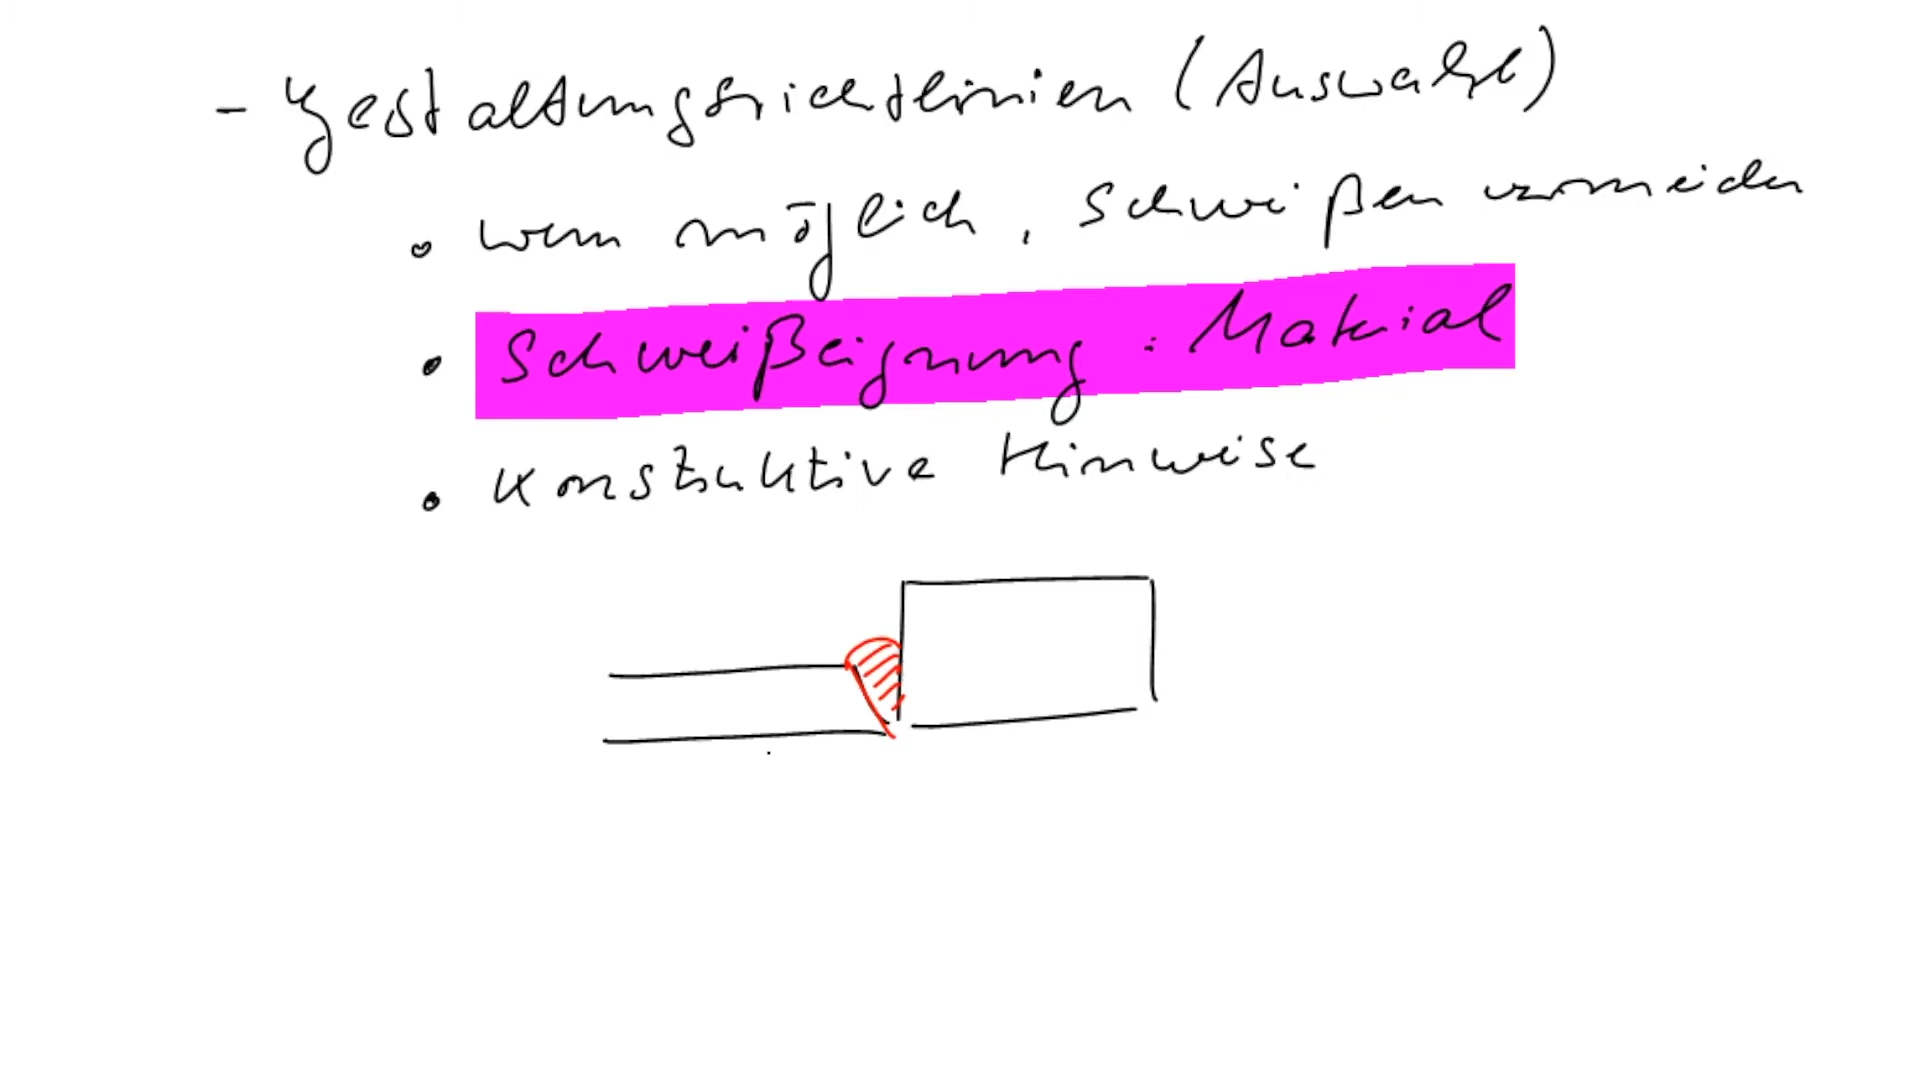 - Gestaltungsrichtlinien (Auswahl)
• wenn möglich, Schweißen vermeiden
• Schweißeignung : Material
• Konstruktive Hinweise